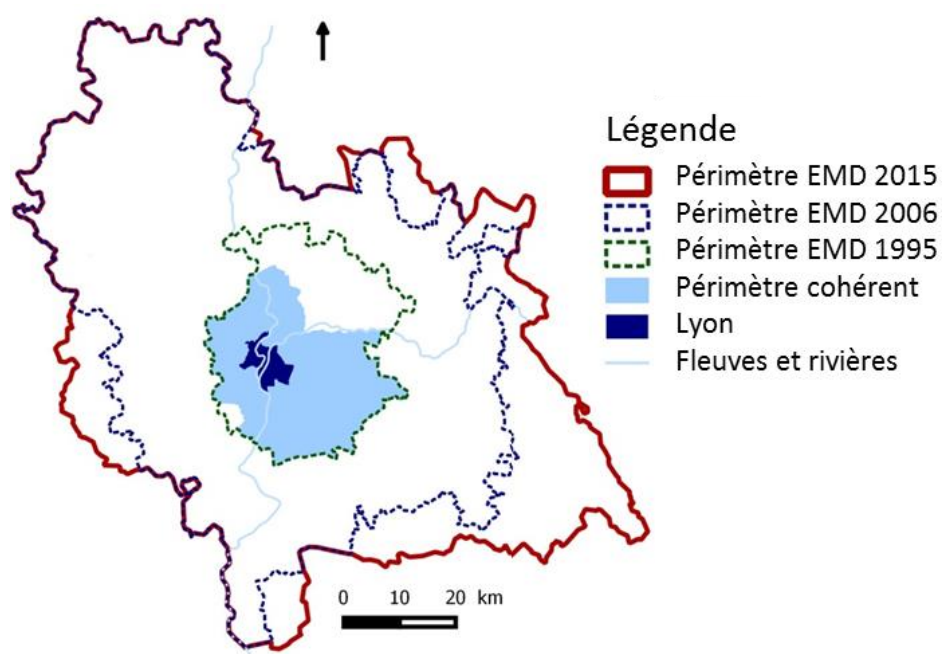 Légende
Périmètre EMD 2015
Périmètre EMD 2006
Périmètre EMD 1995
Périmètre cohérent
Lyon
Fleuves et rivières
0 10 20 km